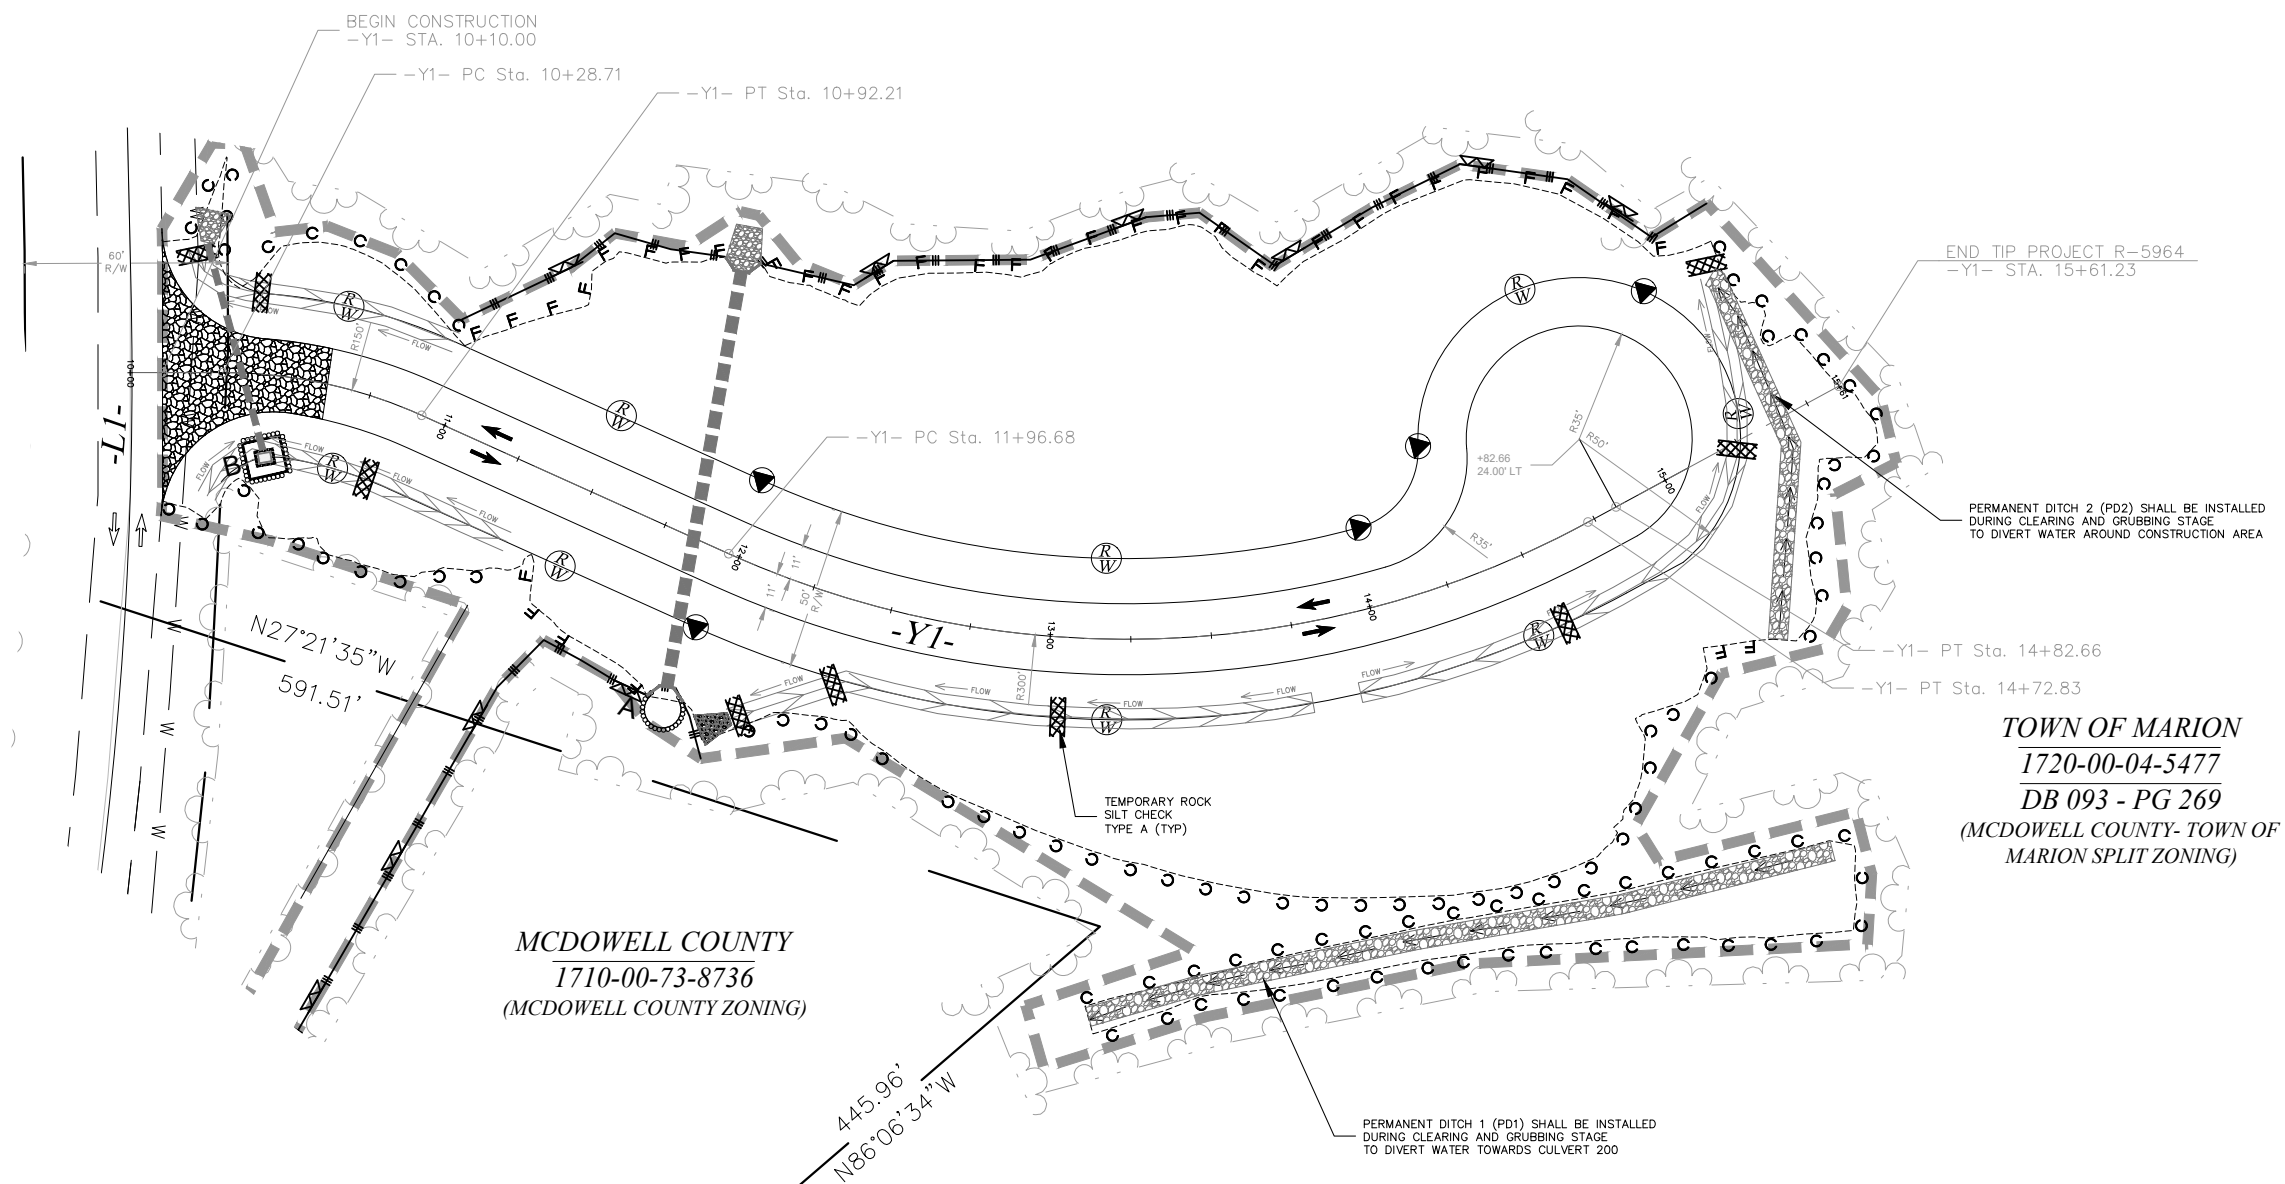 BEGIN CONSTRUCTION
-Y1- STA. 10+10.00
-Y1- PC Sta. 10+28.71
-Y1- PT Sta. 10+92.21
60'
R/W
END TIP PROJECT R-5964
-Y1- STA. 15+61.23
R W
FLOW
R150'
10+00
-L1-
11+00
B
-Y1- PC Sta. 11+96.68
+82.66
24.00' LT
R35'
R50'
15+00
15+61
PERMANENT DITCH 2 (PD2) SHALL BE INSTALLED
DURING CLEARING AND GRUBBING STAGE
TO DIVERT WATER AROUND CONSTRUCTION AREA
12+00
11'
11'
50'
R/W
R35'
-Y1-
13+00
14+00
R300'
N27°21'35"W
591.51'
A
-Y1- PT Sta. 14+82.66
-Y1- PT Sta. 14+72.83
TOWN OF MARION
1720-00-04-5477
DB 093 - PG 269
(MCDOWELL COUNTY- TOWN OF
MARION SPLIT ZONING)
TEMPORARY ROCK
SILT CHECK
TYPE A (TYP)
MCDOWELL COUNTY
1710-00-73-8736
(MCDOWELL COUNTY ZONING)
445.96'
N86°06'34"W
PERMANENT DITCH 1 (PD1) SHALL BE INSTALLED
DURING CLEARING AND GRUBBING STAGE
TO DIVERT WATER TOWARDS CULVERT 200